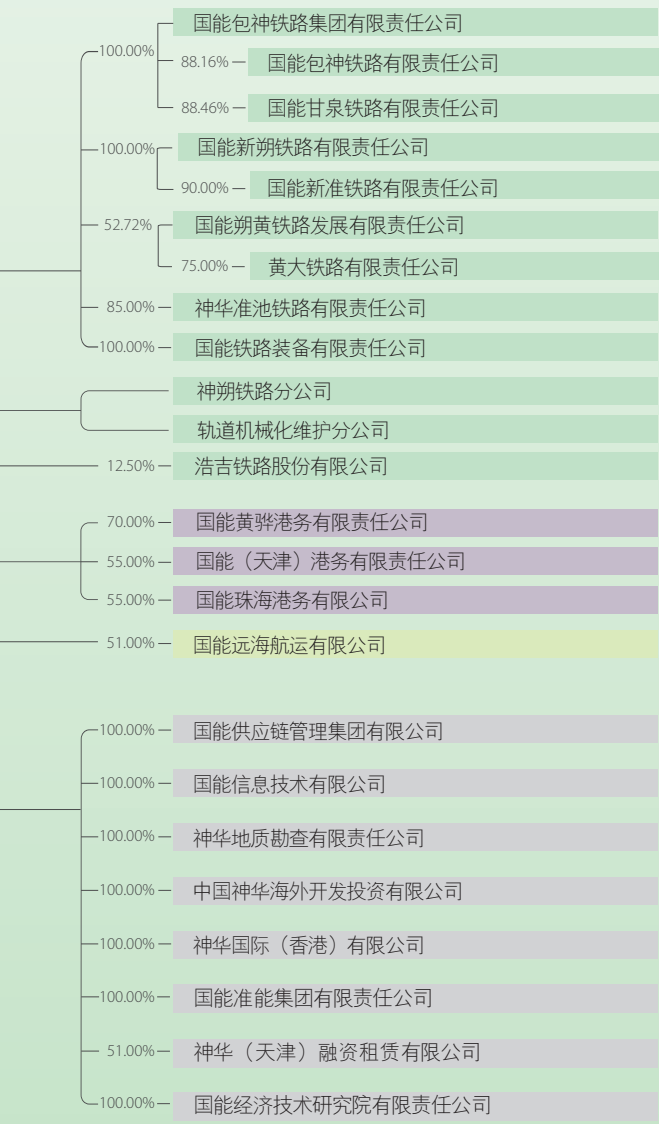 国能包神铁路集团有限责任公司
100.00%
88.16% 国能包神铁路有限责任公司
88.46% 国能甘泉铁路有限责任公司
100.00% 国能新朔铁路有限责任公司
90.00% 国能新准铁路有限责任公司
52.72% 国能朔黄铁路发展有限责任公司
75.00% 黄大铁路有限责任公司
85.00% 神华准池铁路有限责任公司
100.00% 国能铁路装备有限责任公司
神朔铁路分公司
轨道机械化维护分公司
12.50% 浩吉铁路股份有限公司
70.00% 国能黄骅港务有限责任公司
55.00% 国能（天津）港务有限责任公司
55.00% 国能珠海港务有限公司
51.00% 国能远海航运有限公司
100.00% 国能供应链管理集团有限公司
100.00% 国能信息技术有限公司
100.00% 神华地质勘查有限责任公司
100.00% 中国神华海外开发投资有限公司
100.00% 神华国际（香港）有限公司
100.00% 国能准能集团有限责任公司
51.00% 神华（天津）融资租赁有限公司
100.00% 国能经济技术研究院有限责任公司